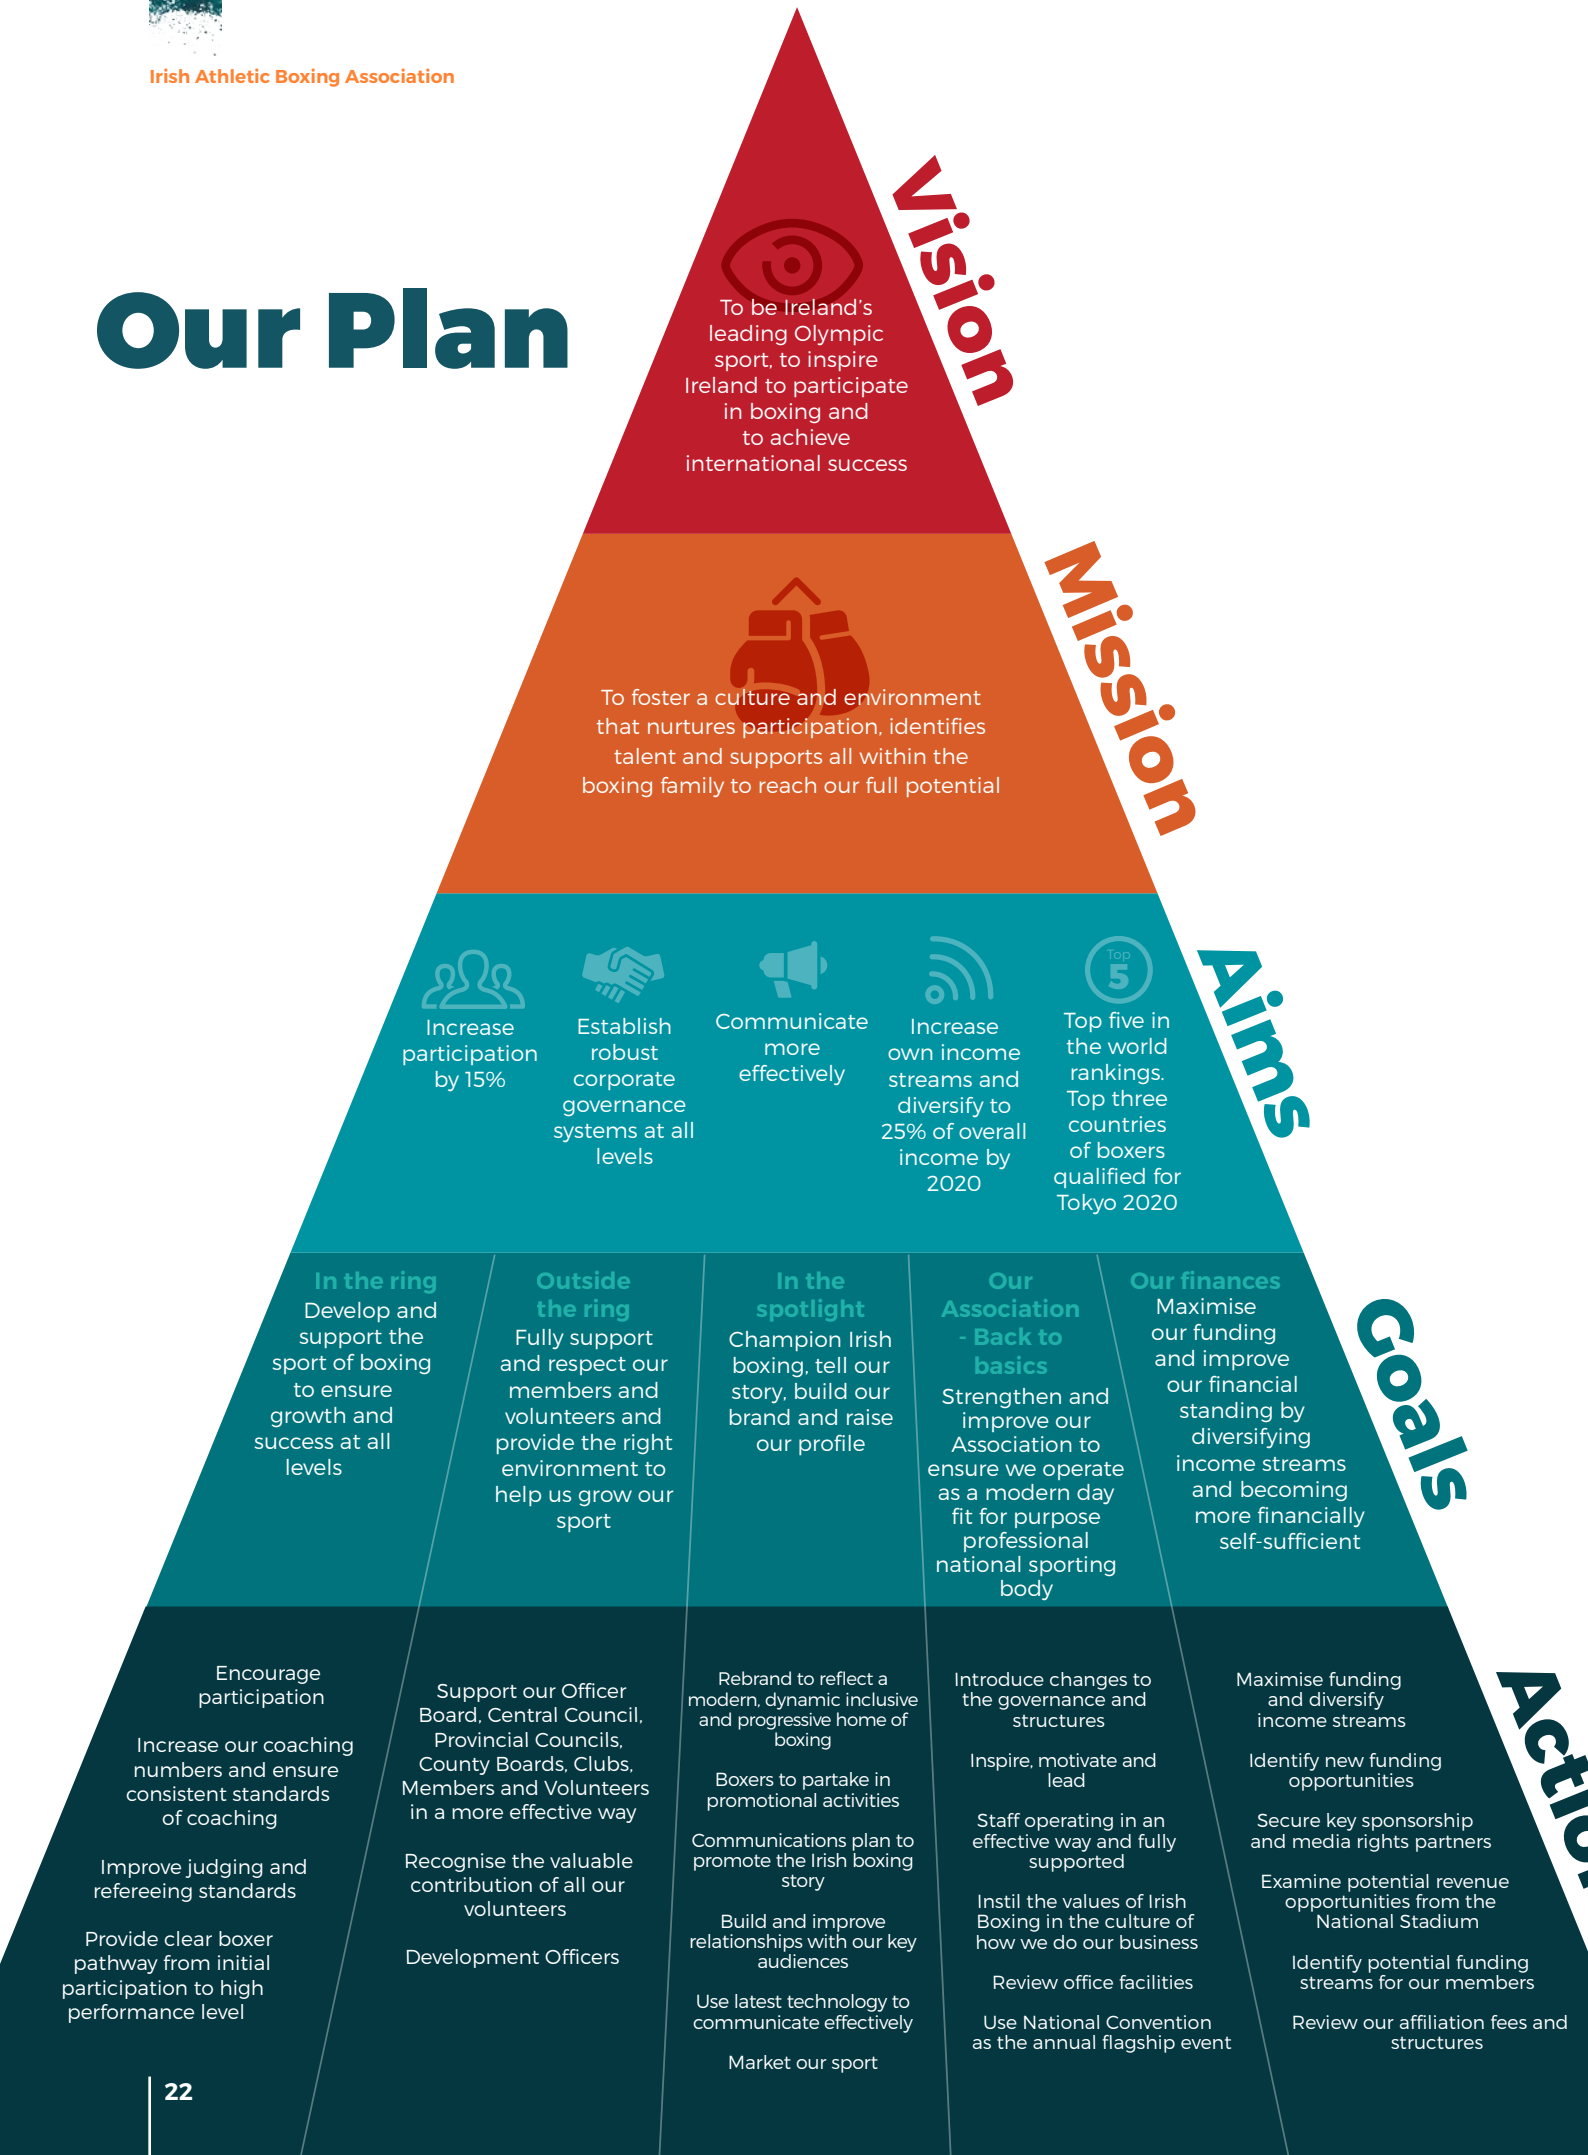 Irish Athletic Boxing Association
Our Plan
Vision
To be Ireland's
leading Olympic
sport, to inspire
Ireland to participate
in boxing and
to achieve
international success
Mission
To foster a culture and environment
that nurtures participation, identifies
talent and supports all within the
boxing family to reach our full potential
Aims
Increase
participation
by 15%
Establish
robust
corporate
governance
systems at all
levels
Communicate
more
effectively
Increase
own income
streams and
diversify to
25% of overall
income by
2020
Top
5
Top five in
the world
rankings.
Top three
countries
of boxers
qualified for
Tokyo 2020
Goals
In the ring
Develop and
support the
sport of boxing
to ensure
growth and
success at all
levels
Outside
the ring
Fully support
and respect our
members and
volunteers and
provide the right
environment to
help us grow our
sport
In the
spotlight
Champion Irish
boxing, tell our
story, build our
brand and raise
our profile
Our
Association
- Back to
basics
Strengthen and
improve our
Association to
ensure we operate
as a modern day
fit for purpose
professional
national sporting
body
Our finances
Maximise
our funding
and improve
our financial
standing by
diversifying
income streams
and becoming
more financially
self-sufficient
Encourage
participation
Increase our coaching
numbers and ensure
consistent standards
of coaching
Improve judging and
refereeing standards
Provide clear boxer
pathway from initial
participation to high
performance level
Support our Officer
Board, Central Council,
Provincial Councils,
County Boards, Clubs,
Members and Volunteers
in a more effective way
Recognise the valuable
contribution of all our
volunteers
Development Officers
Rebrand to reflect a
modern, dynamic inclusive
and progressive home of
boxing
Boxers to partake in
promotional activities
Communications plan to
promote the Irish boxing
story
Build and improve
relationships with our key
audiences
Use latest technology to
communicate effectively
Market our sport
Introduce changes to
the governance and
structures
Inspire, motivate and
lead
Staff operating in an
effective way and fully
supported
Instil the values of Irish
Boxing in the culture of
how we do our business
Review office facilities
Use National Convention
as the annual flagship event
Maximise funding
and diversify
income streams
Identify new funding
opportunities
Secure key sponsorship
and media rights partners
Examine potential revenue
opportunities from the
National Stadium
Identify potential funding
streams for our members
Review our affiliation fees and
structures
22